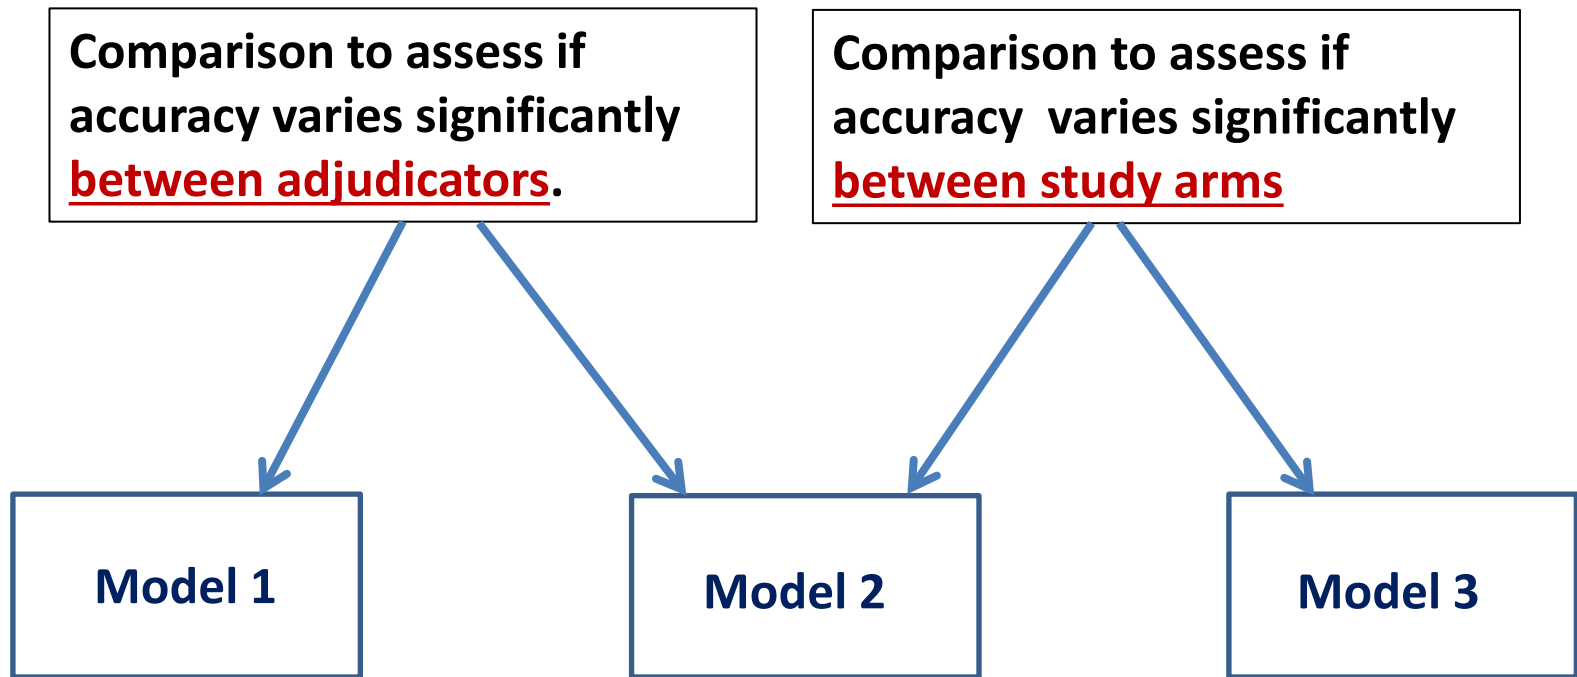 Comparison to assess if
accuracy varies significantly
between adjudicators.
Comparison to assess if
accuracy  varies significantly
between study arms
Model 1
Model 2
Model 3